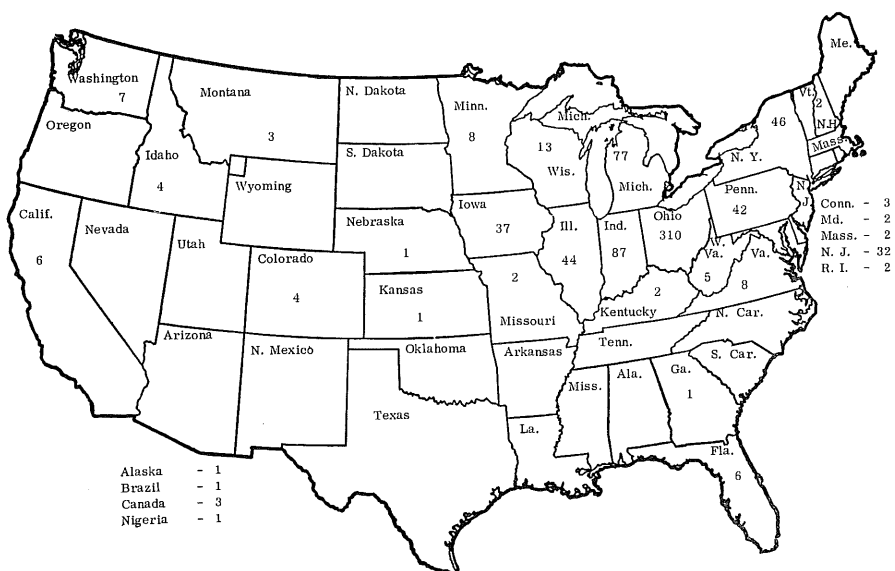 Me.
Washington
7
Montana
3
N. Dakota
Minn.
8
Mich.
Vt.
2
N.H.
46
Mass.
Oregon
Idaho
4
S. Dakota
13
Wis.
77
Mich.
N. Y.
Wyoming
Penn.
42
N.
J.
Conn. - 3
Md. - 2
Mass. - 2
N. J. - 32
R. I. - 2
Calif.
6
Nevada
Utah
Nebraska
1
Iowa
37
Ill.
44
Ind.
87
Ohio
310
W.
Va.
5
Va.
8
Colorado
4
Kansas
1
2
Missouri
2
Kentucky
N. Car.
Arizona
N. Mexico
Oklahoma
Arkansas
Tenn.
S. Car.
Texas
Miss.
Ala.
Ga.
1
La.
Fla.
6
Alaska - 1
Brazil - 1
Canada - 3
Nigeria - 1